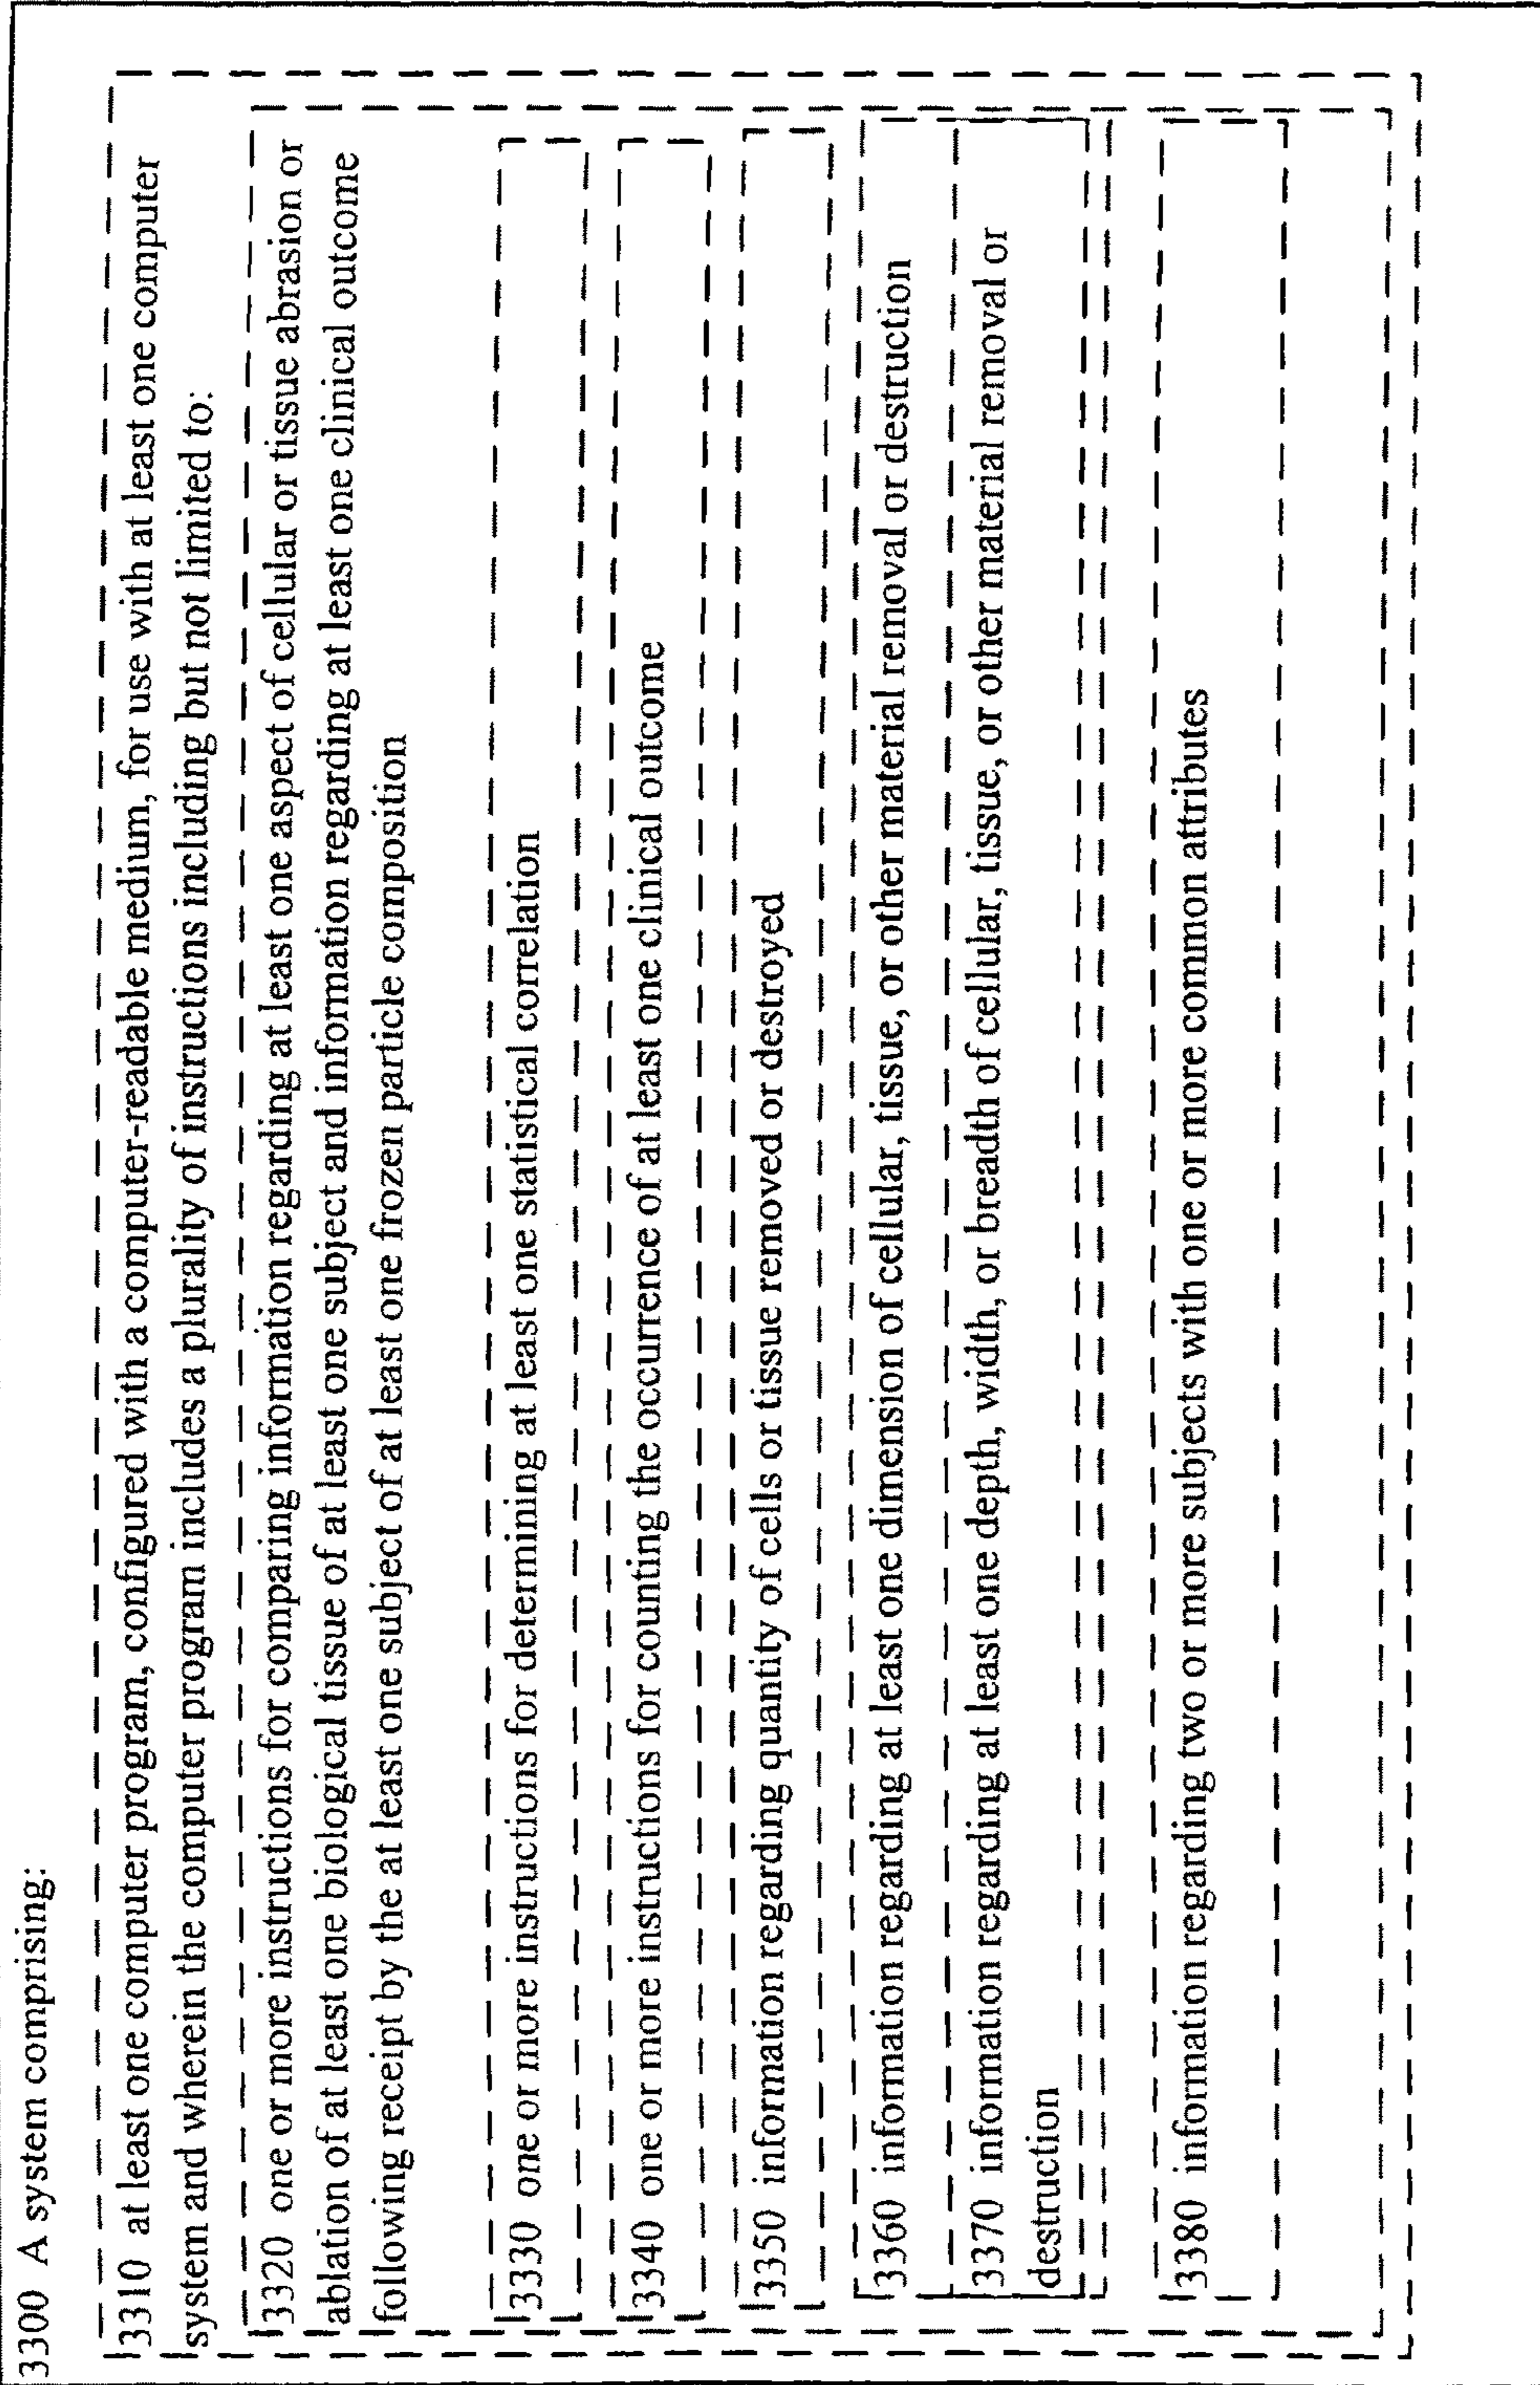 3300 A system comprising:
3310 at least one computer program, configured with a computer-readable medium, for use with at least one computer
system and wherein the computer program includes a plurality of instructions including but not limited to:
3320 one or more instructions for comparing information regarding at least one aspect of cellular or tissue abrasion or
ablation of at least one biological tissue of at least one subject and information regarding at least one clinical outcome
following receipt by the at least one subject of at least one frozen particle composition
3330 one or more instructions for determining at least one statistical correlation
3340 one or more instructions for counting the occurrence of at least one clinical outcome
3350 information regarding quantity of cells or tissue removed or destroyed
3360 information regarding at least one dimension of cellular, tissue, or other material removal or destruction
3370 information regarding at least one depth, width, or breadth of cellular, tissue, or other material removal or
destruction
3380 information regarding two or more subjects with one or more common attributes